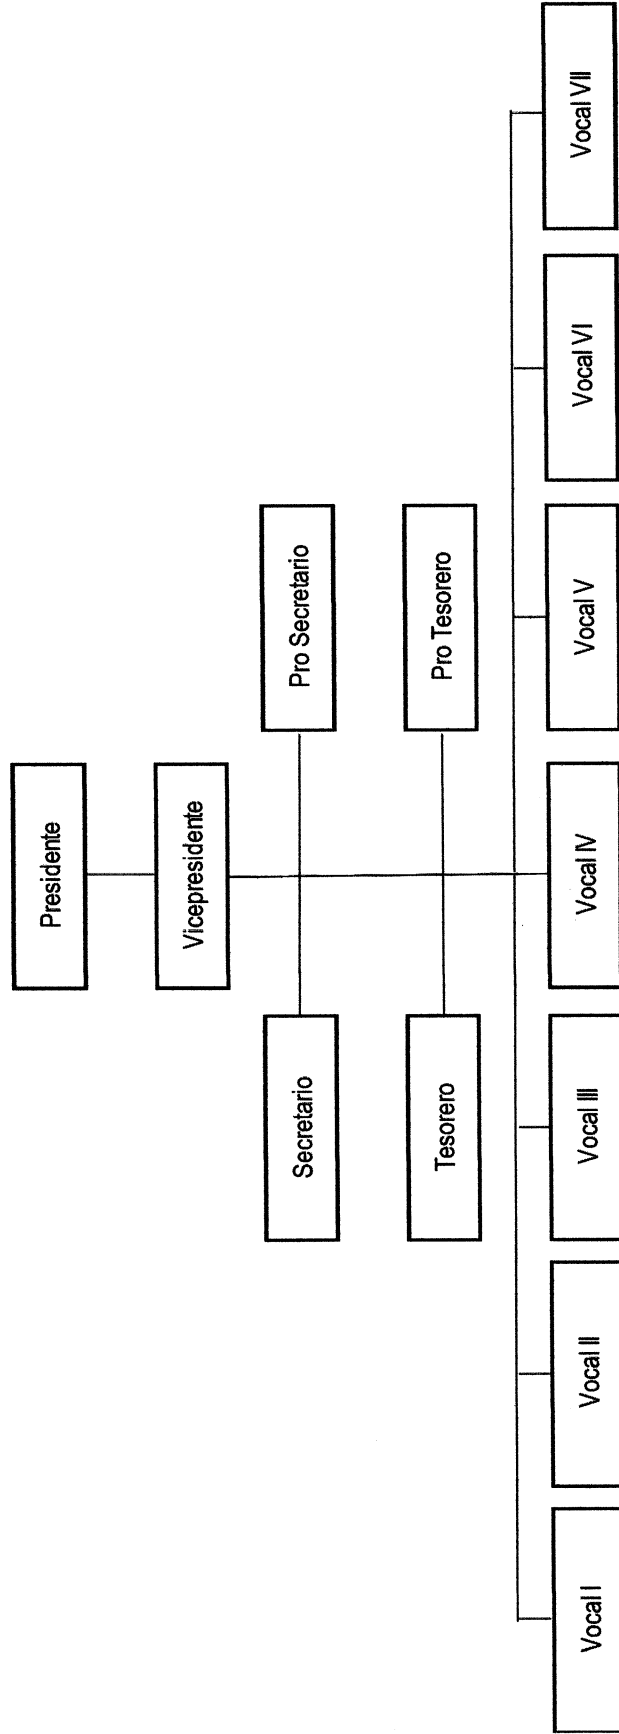 Presidente
Vicepresidente
Secretario
Pro Secretario
Tesorero
Pro Tesorero
Vocal I
Vocal II
Vocal III
Vocal IV
Vocal V
Vocal VI
Vocal VII